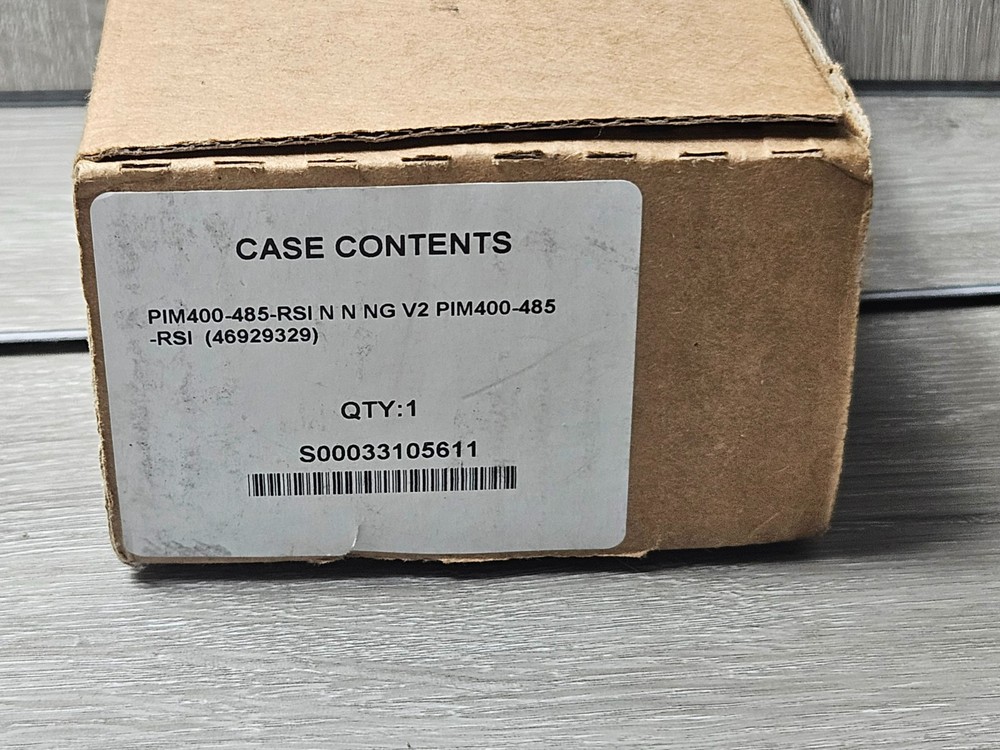 CASE CONTENTS
PIM400-485-RSI N N NG V2 PIM400-485
-RSI (46929329)
QTY:1
S00033105611